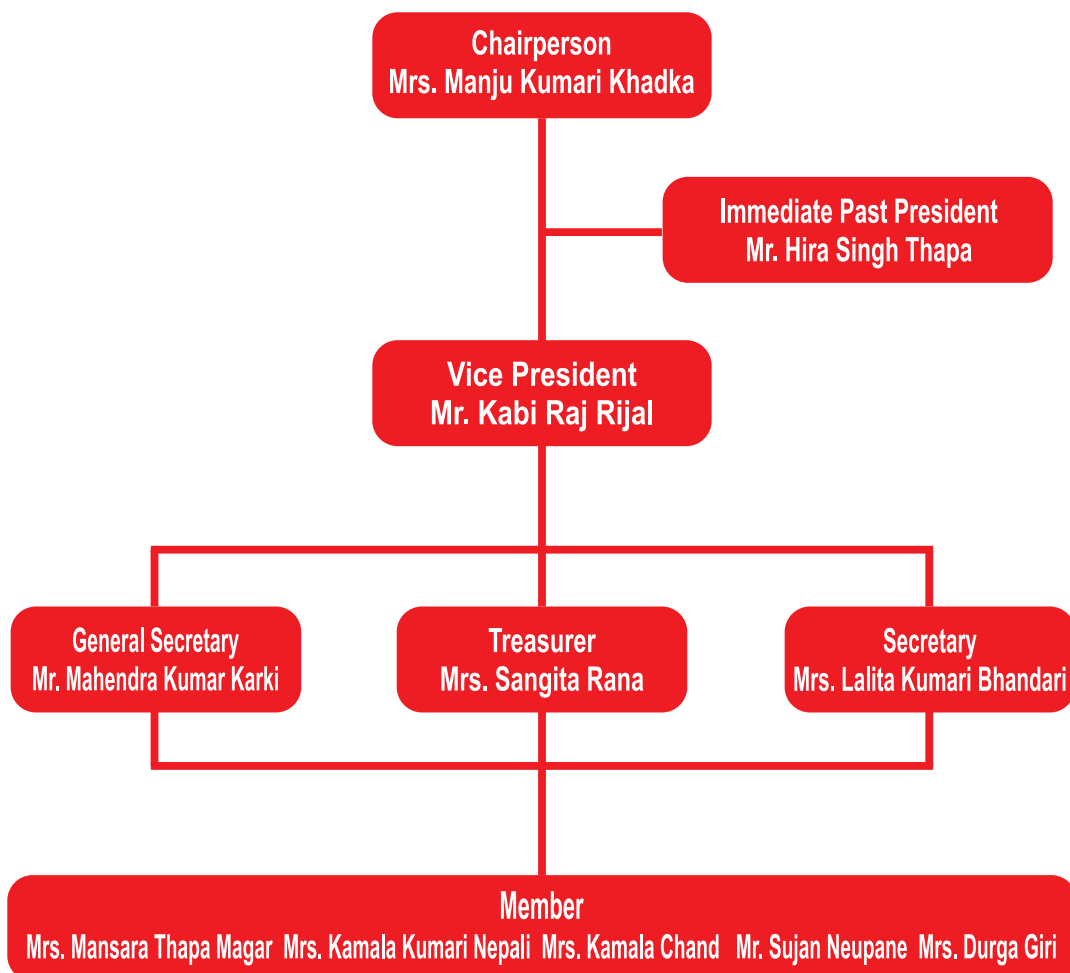 Chairperson
Mrs. Manju Kumari Khadka
Immediate Past President
Mr. Hira Singh Thapa
Vice President
Mr. Kabi Raj Rijal
General Secretary
Mr. Mahendra Kumar Karki
Treasurer
Mrs. Sangita Rana
Secretary
Mrs. Lalita Kumari Bhandari
Member
Mrs. Mansara Thapa Magar Mrs. Kamala Kumari Nepali Mrs. Kamala Chand Mr. Sujan Neupane Mrs. Durga Giri